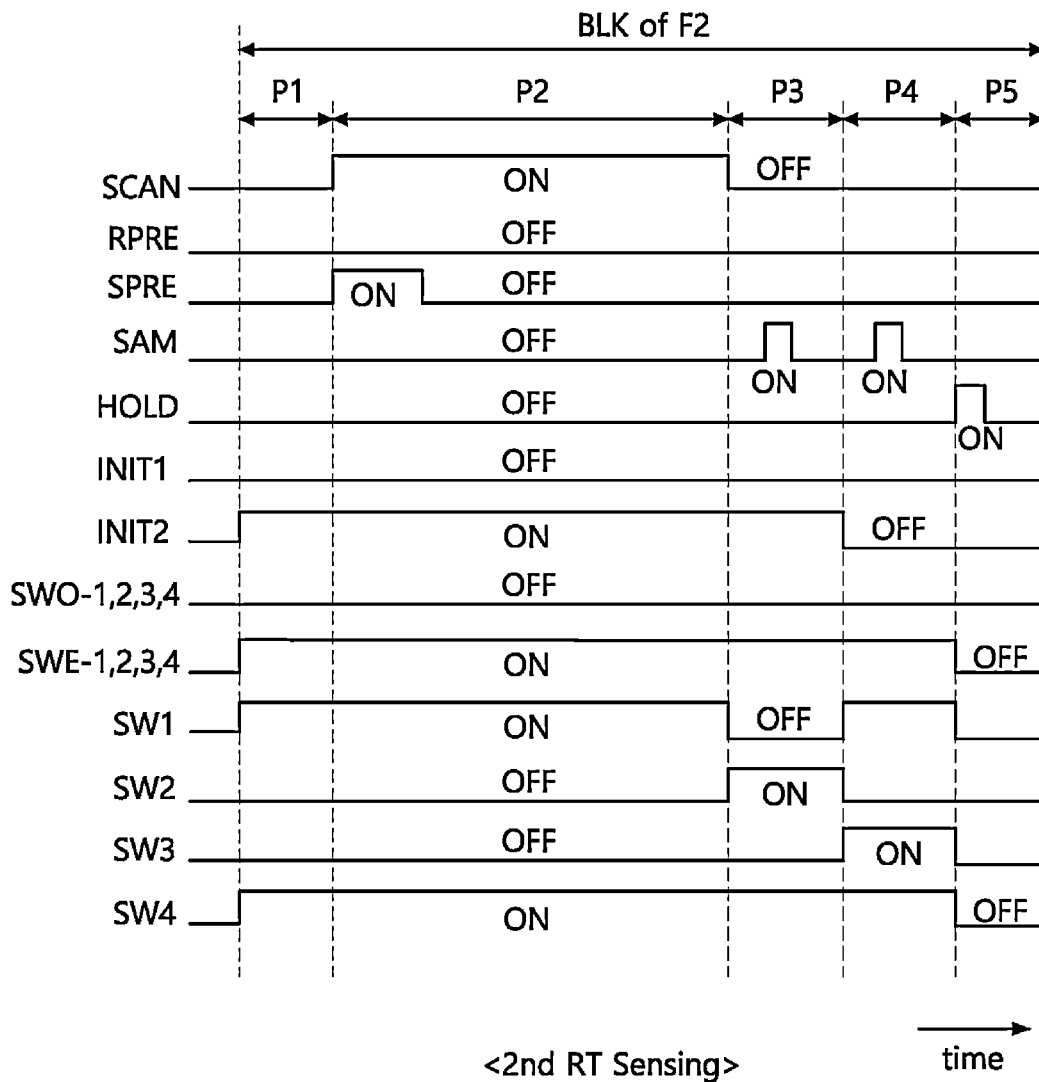 BLK of F2
P1 P2 P3 P4 P5
SCAN ON OFF
RPRE OFF
SPRE ON OFF
SAM OFF ON ON
HOLD OFF ON
INIT1 OFF
INIT2 ON OFF
SWO-1,2,3,4 OFF
SWE-1,2,3,4 ON OFF
SW1 ON OFF
SW2 OFF ON
SW3 OFF ON
SW4 ON OFF
time
<2nd RT Sensing>